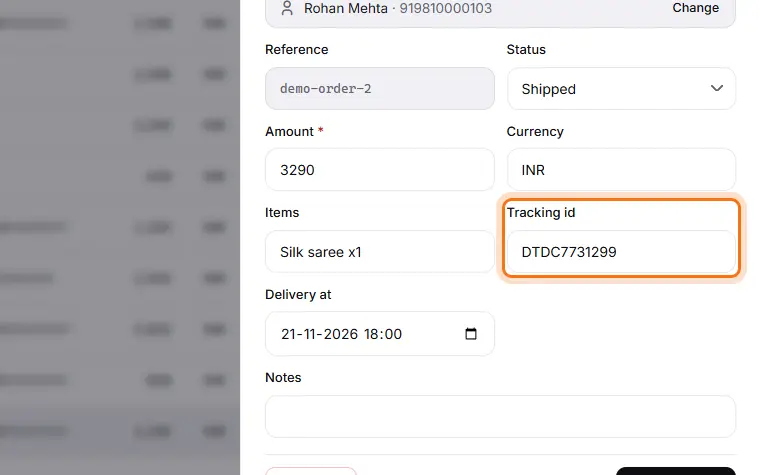 Rohan Mehta · 919810000103 Change
Reference Status
demo-order-2 Shipped
Amount * Currency
3290 INR
Items Tracking id
Silk saree x1 DTDC7731299
Delivery at
21-11-2026 18:00
Notes